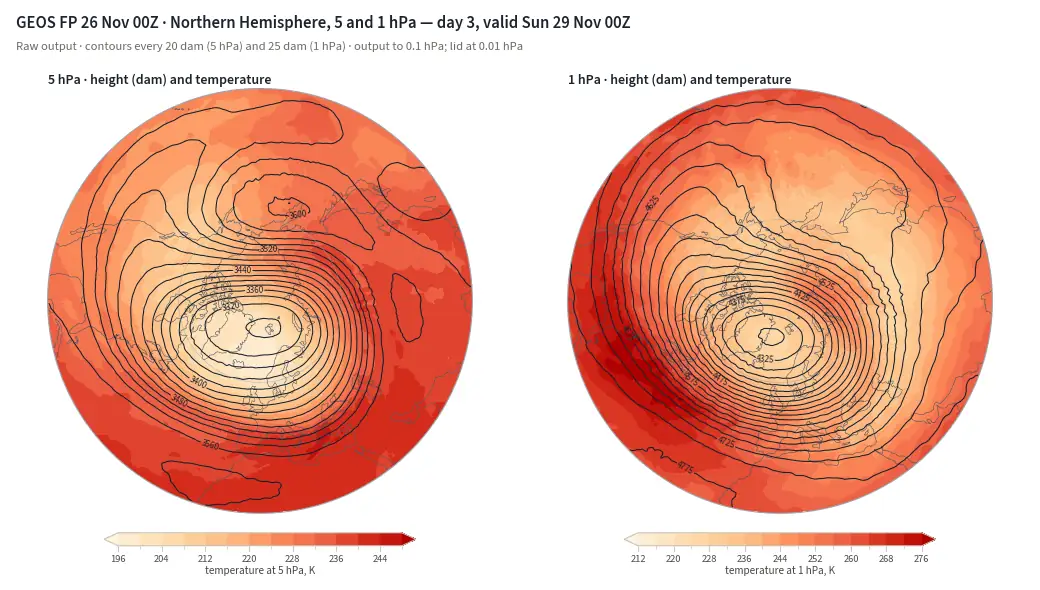 GEOS FP 26 Nov 00Z · Northern Hemisphere, 5 and 1 hPa — day 3, valid Sun 29 Nov 00Z
Raw output · contours every 20 dam (5 hPa) and 25 dam (1 hPa) · output to 0.1 hPa; lid at 0.01 hPa
5 hPa · height (dam) and temperature
1 hPa · height (dam) and temperature
3600
3520
3440
3360
3400
3480
3560
4625
4525
4425
4325
4475
4575
4725
4775
196 204 212 220 228 236 244
temperature at 5 hPa, K
212 220 228 236 244 252 260 268 276
temperature at 1 hPa, K